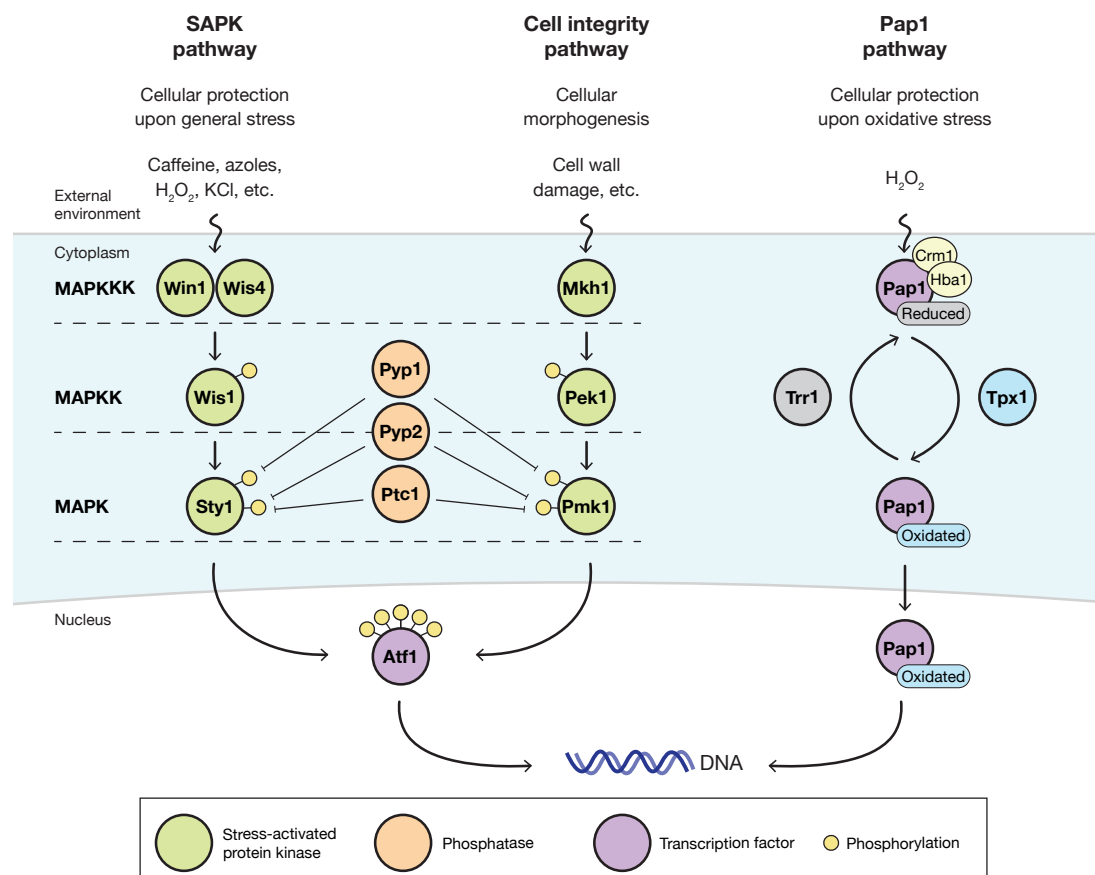 SAPK
pathway
Cell integrity
pathway
Pap1
pathway
Cellular protection
upon general stress
Cellular
morphogenesis
Cellular protection
upon oxidative stress
Caffeine, azoles,
H₂O₂, KCl, etc.
Cell wall
damage, etc.
H₂O₂
External
environment
Cytoplasm
MAPKKK
Win1
Wis4
Mkh1
Pap1
Crm1
Hba1
Reduced
MAPKK
Wis1
Pyp1
Pek1
Trr1
Tpx1
Pyp2
MAPK
Sty1
Ptc1
Pmk1
Pap1
Oxidated
Nucleus
Atf1
Pap1
Oxidated
DNA
Stress-activated
protein kinase
Phosphatase
Transcription factor
Phosphorylation